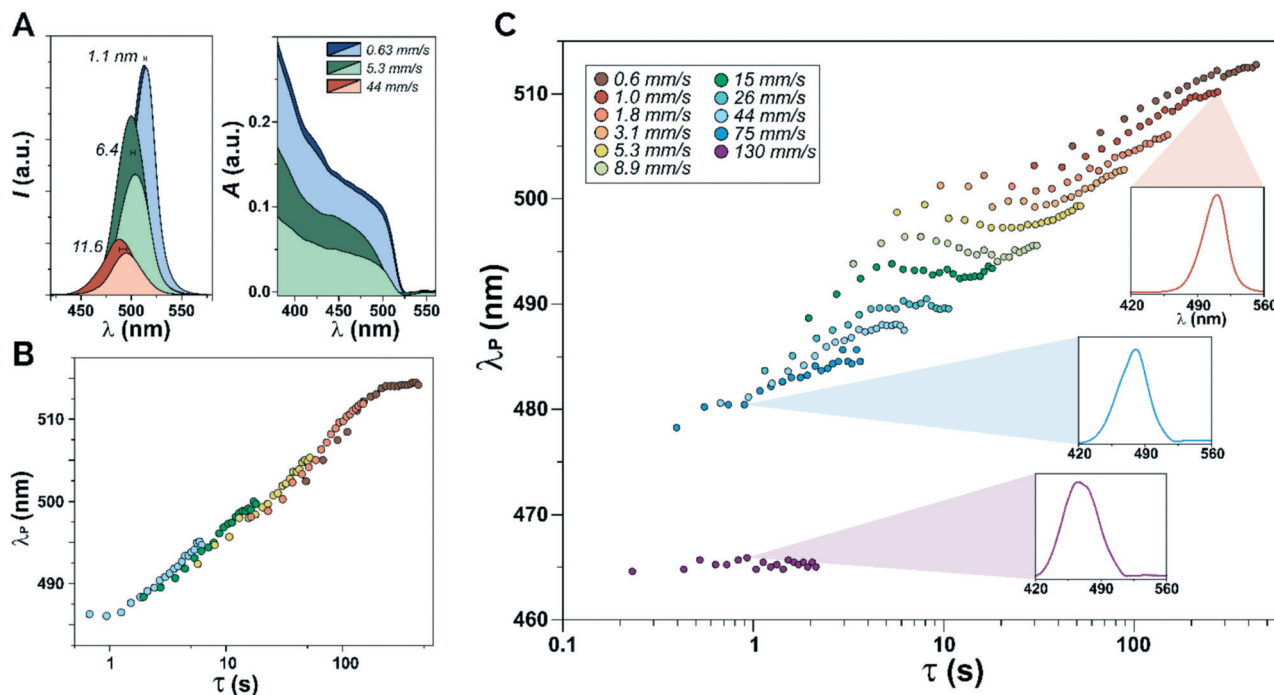 A
I (a.u.)
1.1 nm
6.4
11.6
450 500 550
λ (nm)
A (a.u.)
0.2
0.1
0.0
0.63 mm/s
5.3 mm/s
44 mm/s
400 450 500 550
λ (nm)
B
λP (nm)
510
500
490
1 10 100
τ (s)
C
λP (nm)
510
500
490
480
465
460
0.1 1 10 100
τ (s)
0.6 mm/s
1.0 mm/s
1.8 mm/s
3.1 mm/s
5.3 mm/s
8.9 mm/s
15 mm/s
26 mm/s
44 mm/s
75 mm/s
130 mm/s
420 490 560
λ (nm)
420 490 560
420 490 560